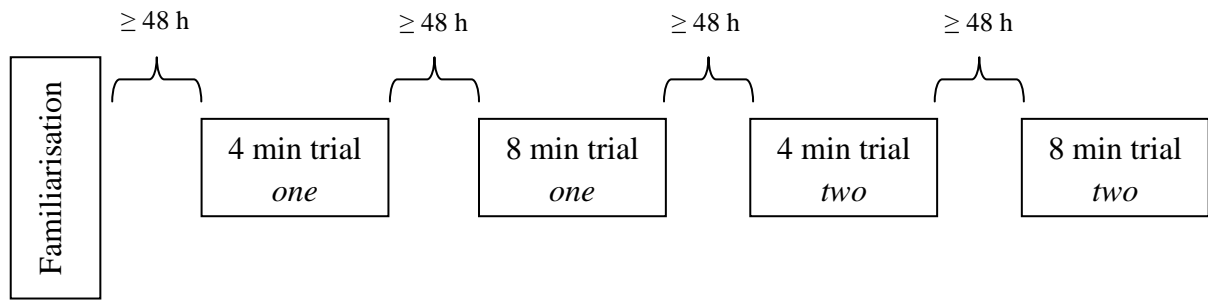 ≥ 48 h
≥ 48 h
≥ 48 h
≥ 48 h
Familiarisation
4 min trial
one
8 min trial
one
4 min trial
two
8 min trial
two